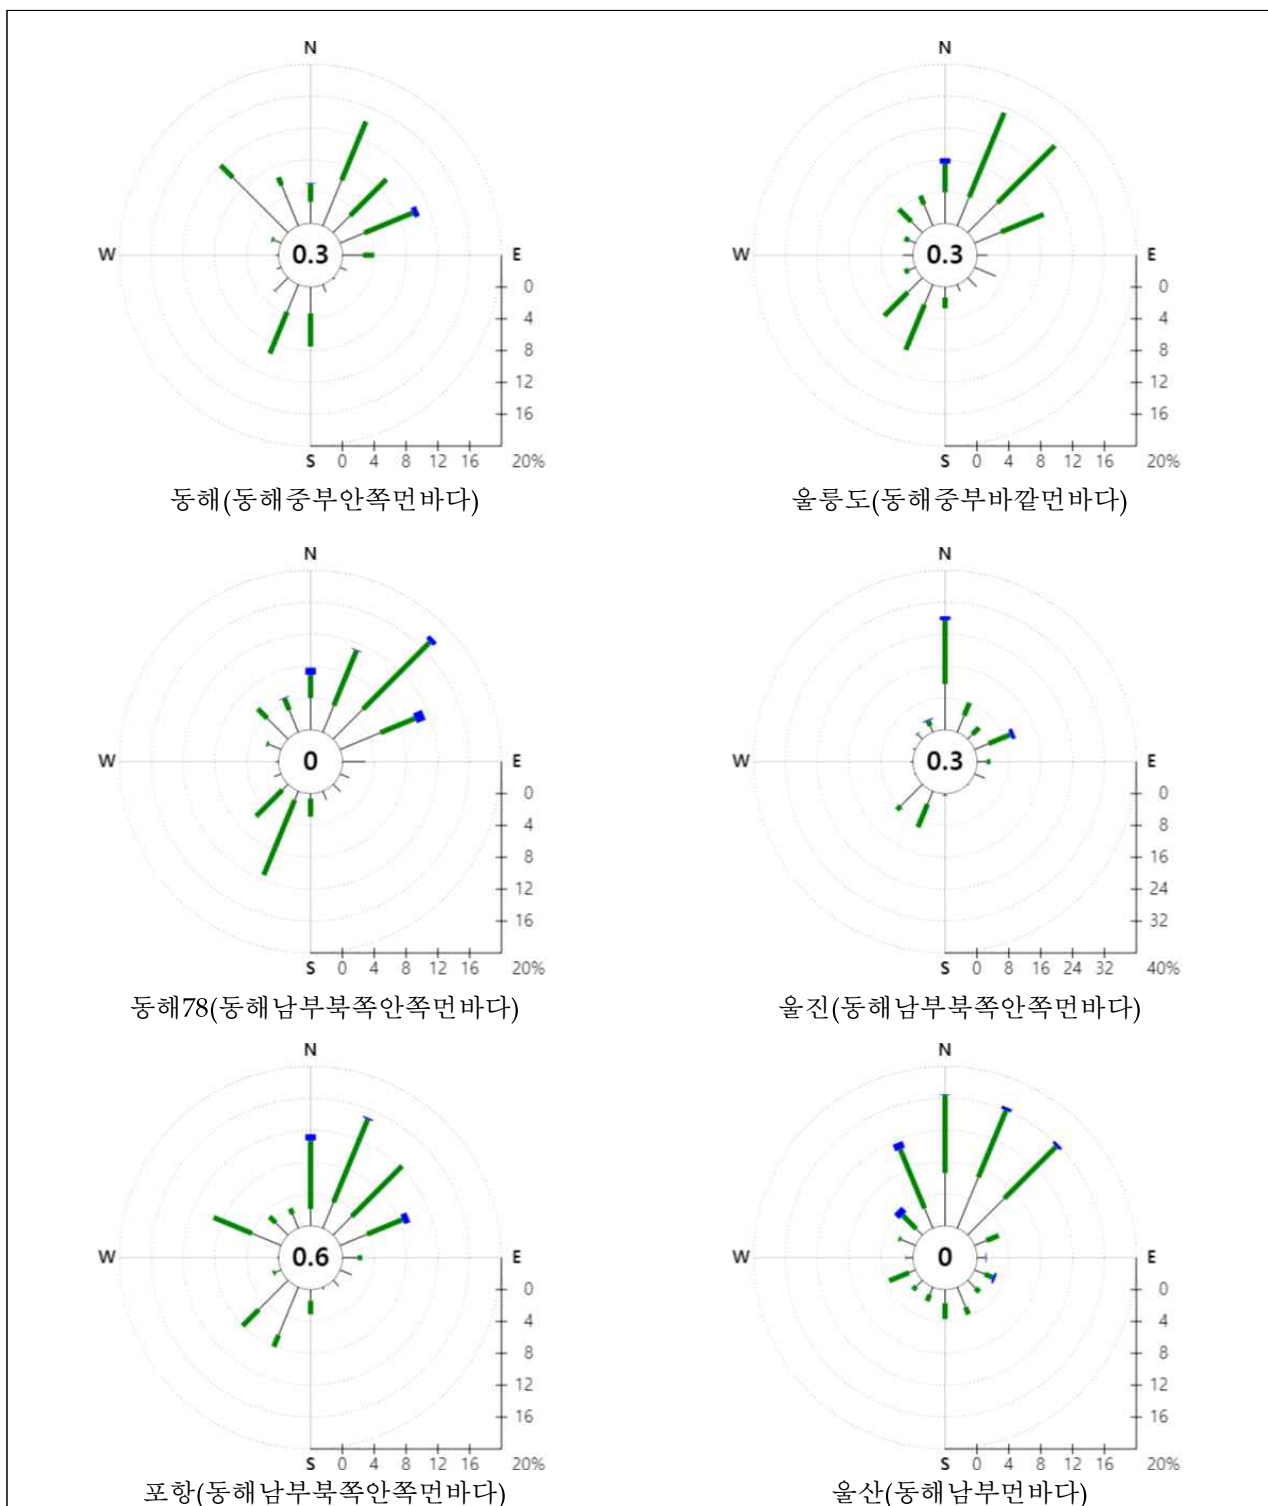 N
N
W
0.3
E
W
0.3
E
0
0
4
4
8
8
12
12
16
16
S 0 4 8 12 16 20%
S 0 4 8 12 16 20%
동해(동해중부안쪽먼바다)
울릉도(동해중부바깥먼바다)
N
N
W
0
E
W
0.3
E
0
0
4
8
8
16
12
24
16
32
S 0 4 8 12 16 20%
S 0 8 16 24 32 40%
동해78(동해남부북쪽안쪽먼바다)
울진(동해남부북쪽안쪽먼바다)
N
N
W
0.6
E
W
0
E
0
0
4
4
8
8
12
12
16
16
S 0 4 8 12 16 20%
S 0 4 8 12 16 20%
포항(동해남부북쪽안쪽먼바다)
울산(동해남부먼바다)